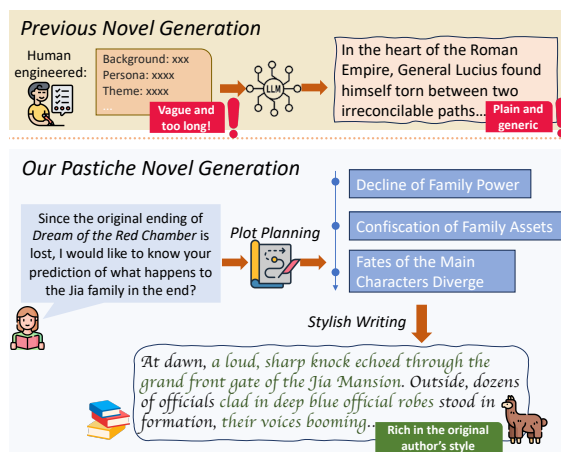 Previous Novel Generation
Human
engineered:
Background: xxx
Persona: xxxx
Theme: xxxx
...
Vague and
too long!
LLM
In the heart of the Roman
Empire, General Lucius found
himself torn between two
irreconcilable paths...
Plain and
generic
Our Pastiche Novel Generation
Since the original ending of
Dream of the Red Chamber is
lost, I would like to know your
prediction of what happens to
the Jia family in the end?
Plot Planning
Decline of Family Power
Confiscation of Family Assets
Fates of the Main
Characters Diverge
Stylish Writing
At dawn, a loud, sharp knock echoed through the
grand front gate of the Jia Mansion. Outside, dozens
of officials clad in deep blue official robes stood in
formation, their voices booming...
Rich in the original
author's style